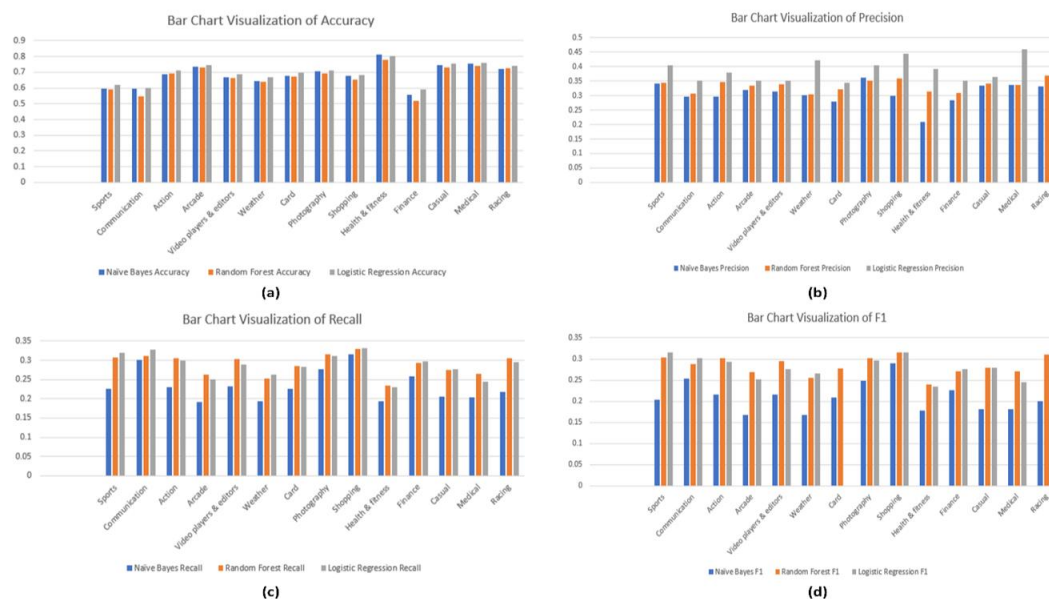 Bar Chart Visualization of Accuracy
0.9
0.8
0.7
0.6
0.5
0.4
0.3
0.2
0.1
0
Sports
Communication
Action
Arcade
Video players & editors
Weather
Card
Photography
Shopping
Health & fitness
Finance
Casual
Medical
Racing
Naïve Bayes Accuracy Random Forest Accuracy Logistic Regression Accuracy
(a)
Bar Chart Visualization of Precision
0.5
0.45
0.4
0.35
0.3
0.25
0.2
0.15
0.1
0.05
0
Sports
Communication
Action
Arcade
Video players & editors
Weather
Card
Photography
Shopping
Health & fitness
Finance
Casual
Medical
Racing
Naïve Bayes Precision Random Forest Precision Logistic Regression Precision
(b)
Bar Chart Visualization of Recall
0.35
0.3
0.25
0.2
0.15
0.1
0.05
0
Sports
Communication
Action
Arcade
Video players & editors
Weather
Card
Photography
Shopping
Health & fitness
Finance
Casual
Medical
Racing
Naïve Bayes Recall Random Forest Recall Logistic Regression Recall
(c)
Bar Chart Visualization of F1
0.35
0.3
0.25
0.2
0.15
0.1
0.05
0
Sports
Communication
Action
Arcade
Video players & editors
Weather
Card
Photography
Shopping
Health & fitness
Finance
Casual
Medical
Racing
Naïve Bayes F1 Random Forest F1 Logistic Regression F1
(d)